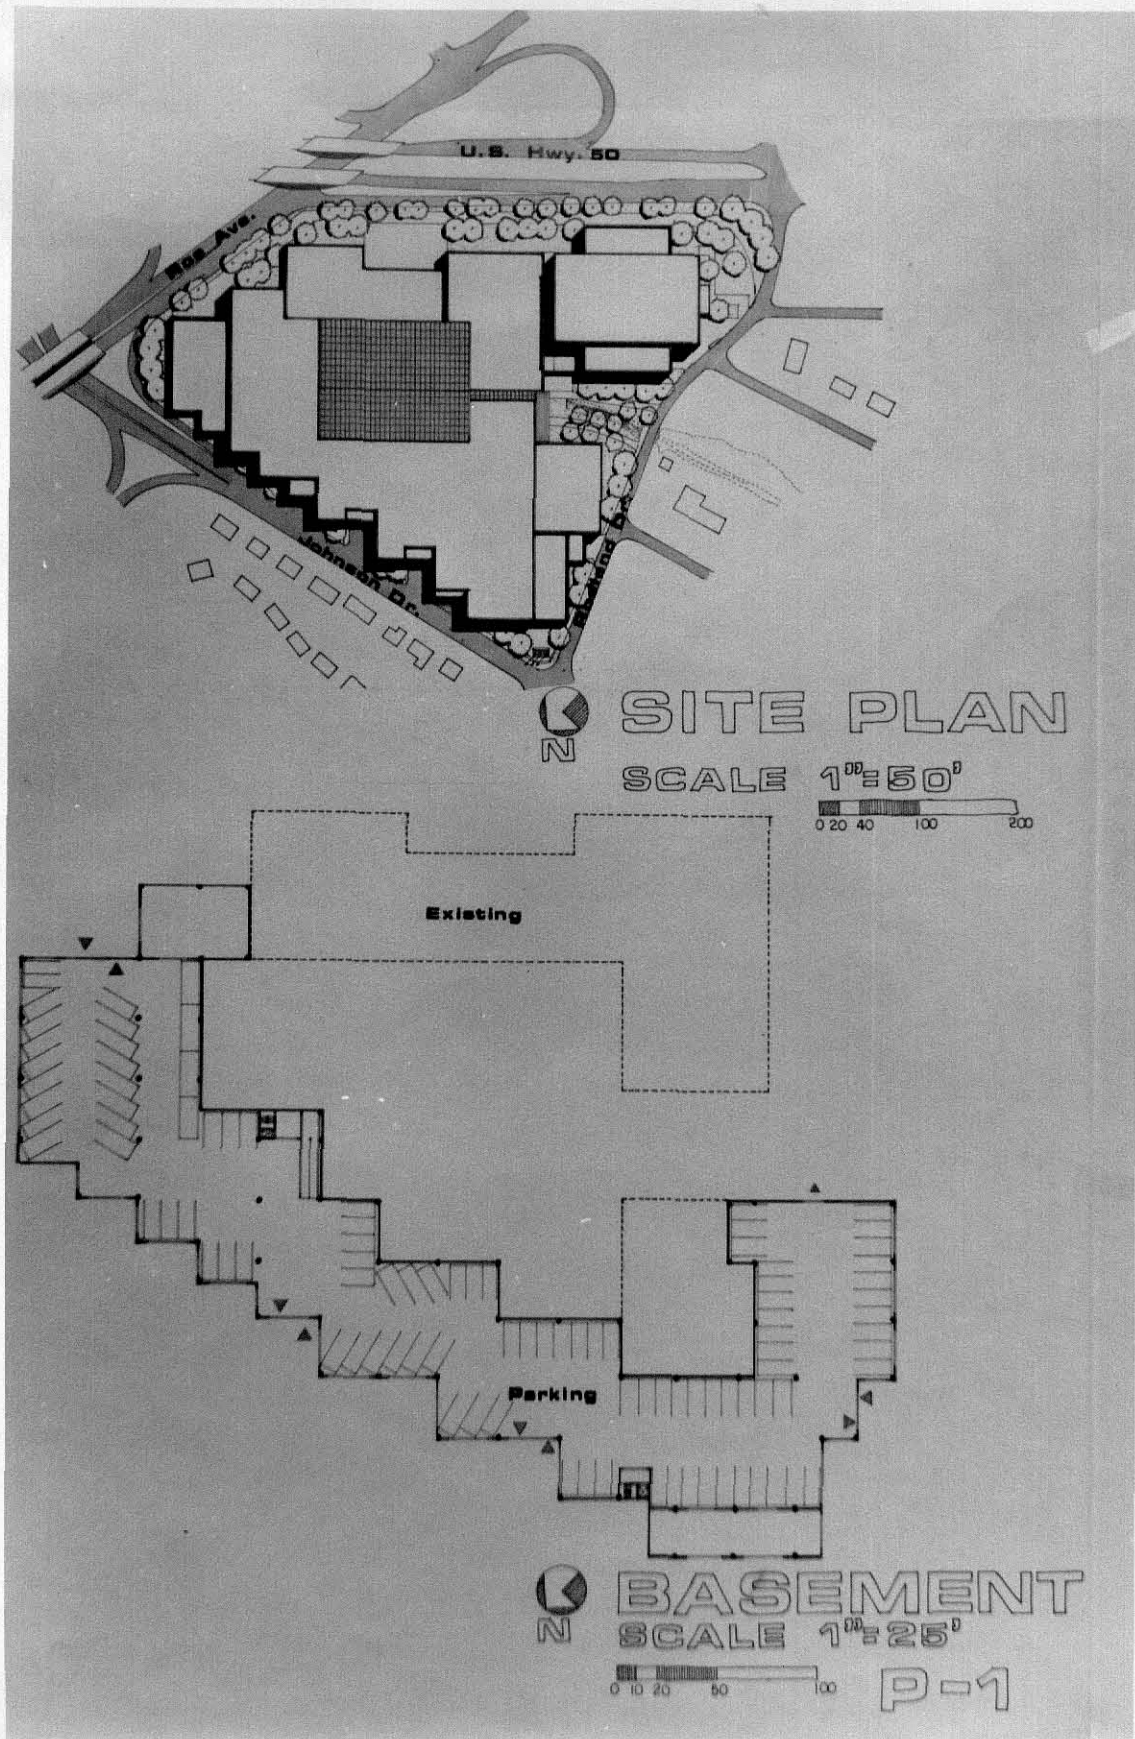 U.S. Hwy. 50
Roe Ave.
Johnson Dr.
N
SITE PLAN
SCALE 1"=50'
0 20 40 100 200
Existing
Parking
N
BASEMENT
SCALE 1"=25'
0 10 20 50 100
P-1